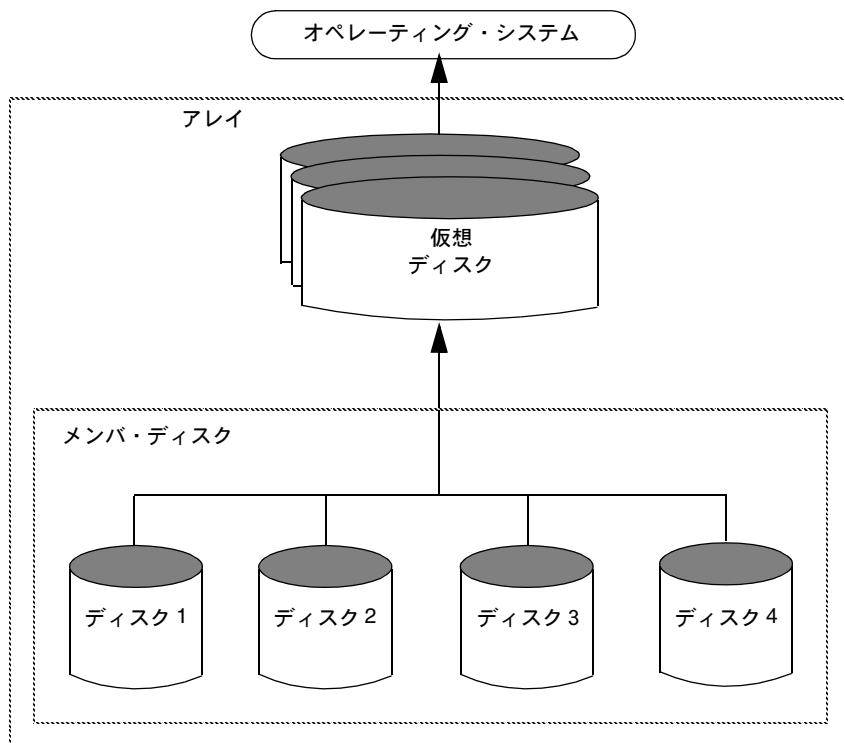 オペレーティング・システム
アレイ
仮想
ディスク
メンバ・ディスク
ディスク 1
ディスク 2
ディスク 3
ディスク 4